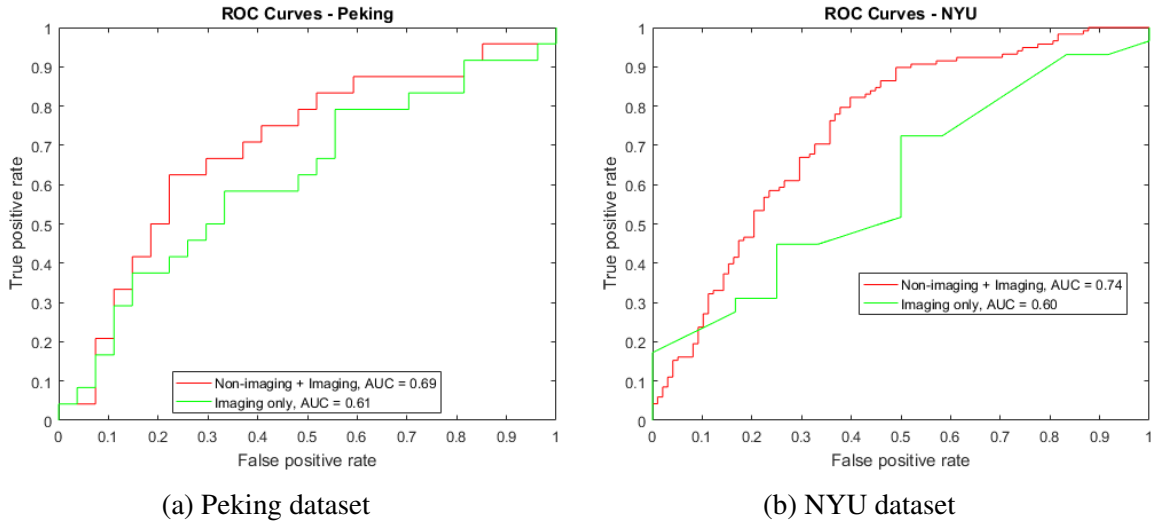 ROC Curves - Peking
1
0.9
0.8
0.7
0.6
0.5
0.4
0.3
0.2
0.1
0
True positive rate
Non-imaging + Imaging, AUC = 0.69
Imaging only, AUC = 0.61
0 0.1 0.2 0.3 0.4 0.5 0.6 0.7 0.8 0.9 1
False positive rate
(a) Peking dataset
ROC Curves - NYU
1
0.9
0.8
0.7
0.6
0.5
0.4
0.3
0.2
0.1
0
True positive rate
Non-imaging + Imaging, AUC = 0.74
Imaging only, AUC = 0.60
0 0.1 0.2 0.3 0.4 0.5 0.6 0.7 0.8 0.9 1
False positive rate
(b) NYU dataset